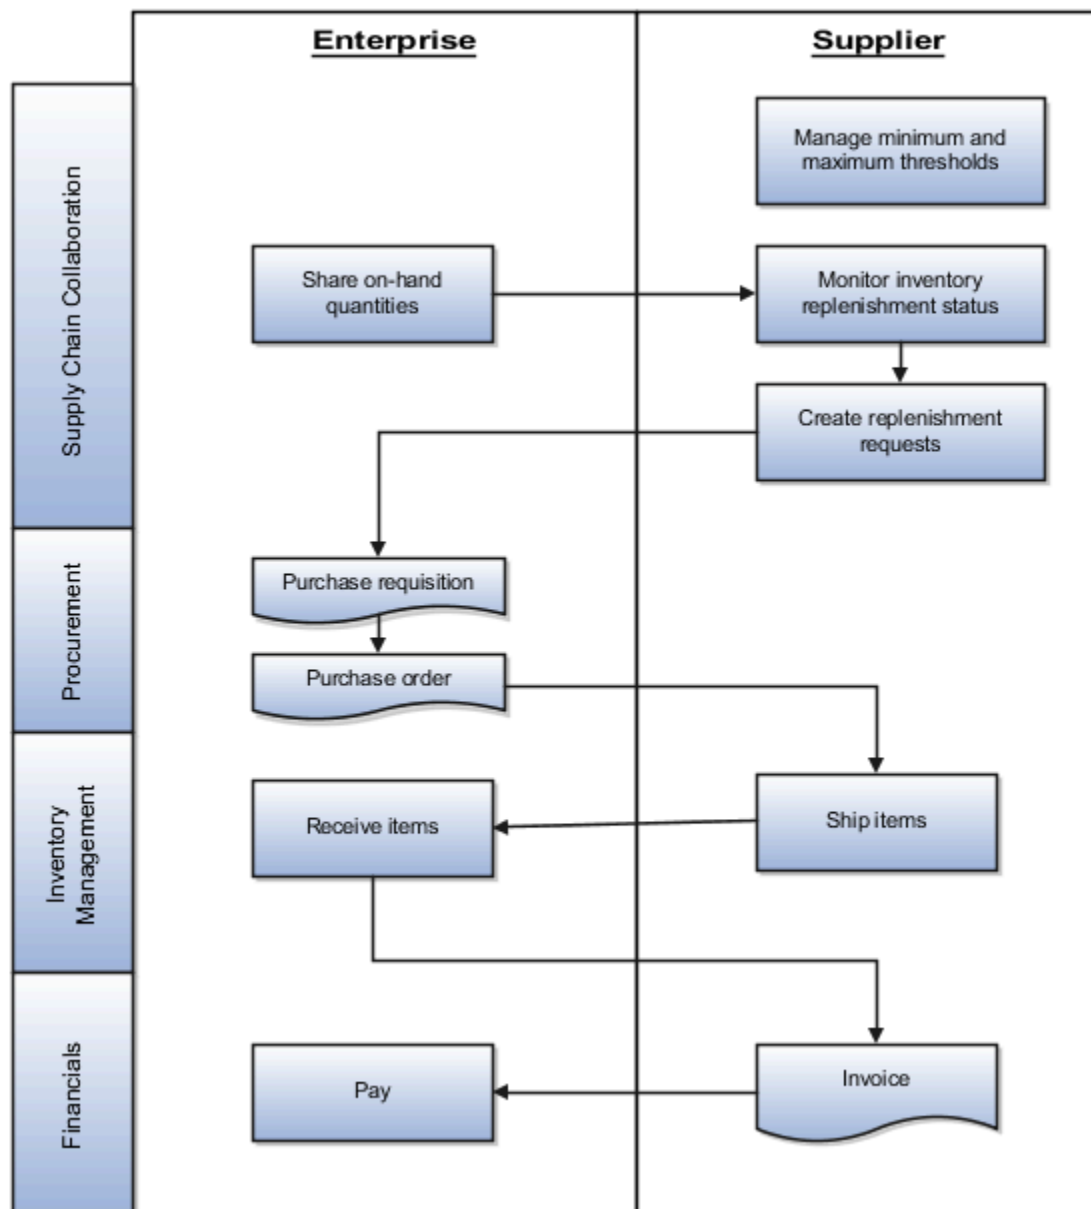 Enterprise
Supplier
Supply Chain Collaboration
Manage minimum and
maximum thresholds
Share on-hand
quantities
Monitor inventory
replenishment status
Create replenishment
requests
Procurement
Purchase requisition
Purchase order
Inventory
Management
Receive items
Ship items
Financials
Pay
Invoice